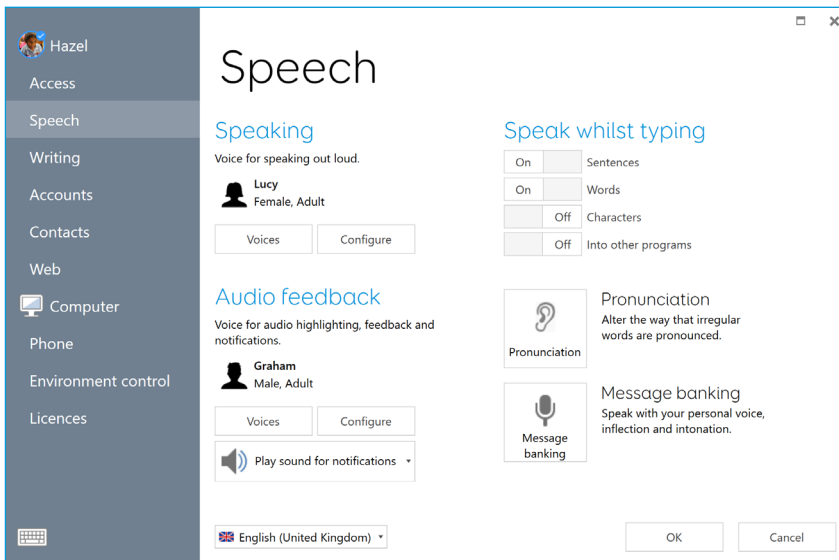 Hazel
Access
Speech
Writing
Accounts
Contacts
Web
Computer
Phone
Environment control
Licences
Speech
Speaking
Voice for speaking out loud.
Lucy
Female, Adult
Voices
Configure
Audio feedback
Voice for audio highlighting, feedback and
notifications.
Graham
Male, Adult
Voices
Configure
Play sound for notifications
English (United Kingdom)
Speak whilst typing
On Sentences
On Words
Off Characters
Off Into other programs
Pronunciation
Pronunciation
Alter the way that irregular
words are pronounced.
Message
banking
Message banking
Speak with your personal voice,
inflection and intonation.
OK
Cancel